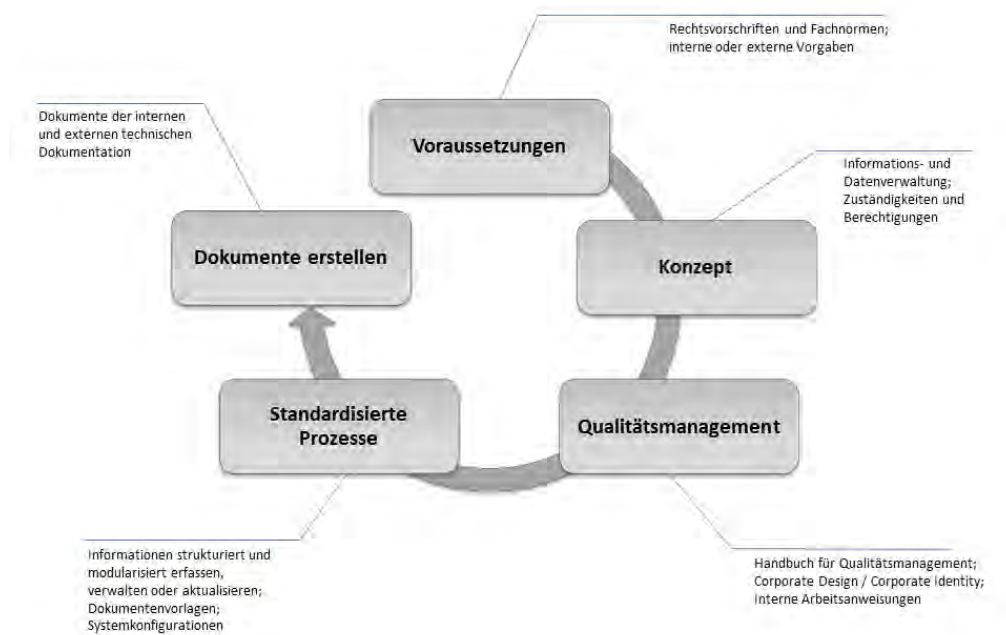 Rechtsvorschriften und Fachnormen;
interne oder externe Vorgaben
Voraussetzungen
Informations- und
Datenverwaltung;
Zuständigkeiten und
Berechtigungen
Konzept
Qualitätsmanagement
Handbuch für Qualitätsmanagement;
Corporate Design / Corporate Identity;
Interne Arbeitsanweisungen
Standardisierte
Prozesse
Informationen strukturiert und
modularisiert erfassen,
verwalten oder aktualisieren;
Dokumentenvorlagen;
Systemkonfigurationen
Dokumente erstellen
Dokumente der internen
und externen technischen
Dokumentation